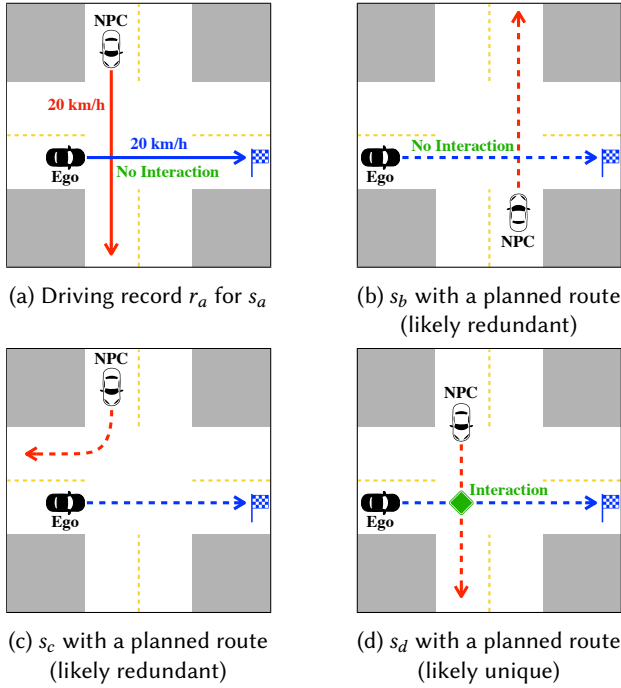 NPC
20 km/h
20 km/h
No Interaction
Ego
(a) Driving record r_a for s_a
No Interaction
Ego
NPC
(b) s_b with a planned route
(likely redundant)
NPC
Ego
(c) s_c with a planned route
(likely redundant)
NPC
Interaction
Ego
(d) s_d with a planned route
(likely unique)